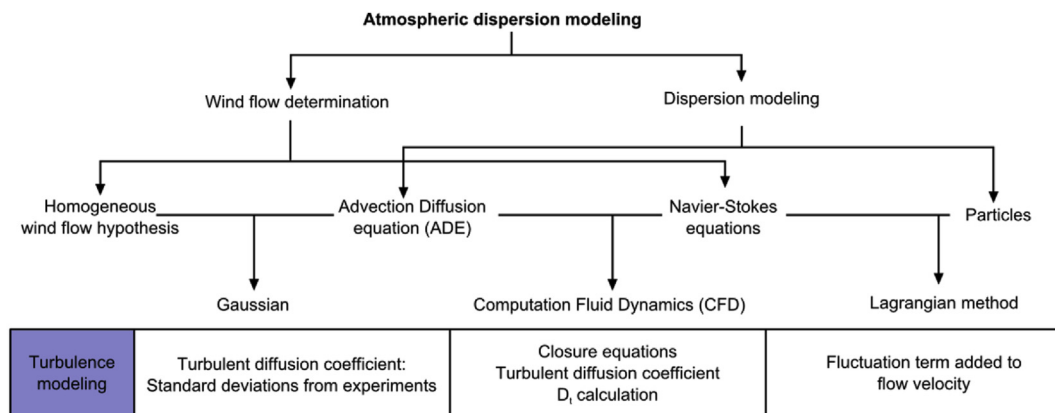 Atmospheric dispersion modeling
Wind flow determination
Dispersion modeling
Homogeneous
wind flow hypothesis
Advection Diffusion
equation (ADE)
Navier-Stokes
equations
Particles
Gaussian
Computation Fluid Dynamics (CFD)
Lagrangian method
Turbulence
modeling
Turbulent diffusion coefficient:
Standard deviations from experiments
Closure equations
Turbulent diffusion coefficient
Dt calculation
Fluctuation term added to
flow velocity